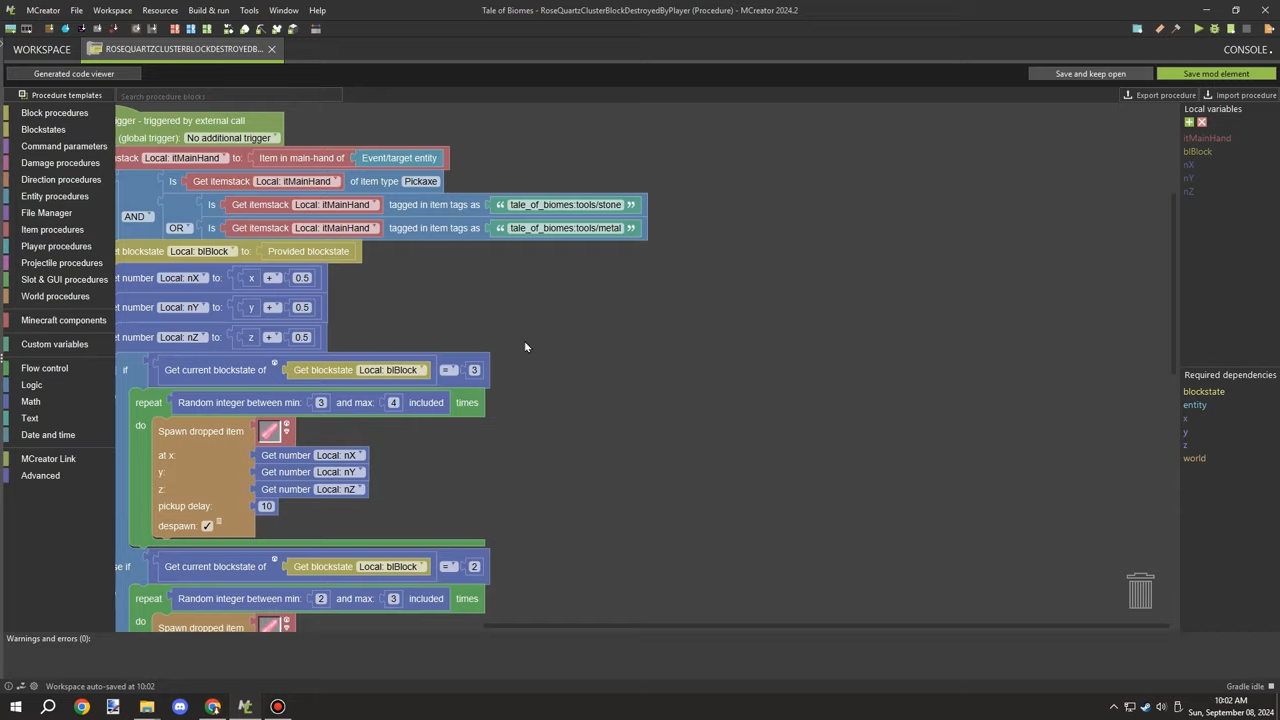 MCreator File Workspace Resources Build & run Tools Window Help Tale of Biomes - RoseQuartzClusterBlockDestroyedByPlayer (Procedure) - MCreator 2024.2
WORKSPACE ROSEQUARTZCLUSTERBLOCKDESTROYEDB... CONSOLE
Generated code viewer Save and keep open Save mod element
Procedure templates Search procedure blocks Export procedure Import procedure
Block procedures
Blockstates
Command parameters
Damage procedures
Direction procedures
Entity procedures
File Manager
Item procedures
Player procedures
Projectile procedures
Slot & GUI procedures
World procedures
Minecraft components
Custom variables
Flow control
Logic
Math
Text
Date and time
MCreator Link
Advanced
igger - triggered by external call
(global trigger): No additional trigger
mstack Local: itMainHand to: Item in main-hand of Event/target entity
Is Get itemstack Local: itMainHand of item type Pickaxe
AND Is Get itemstack Local: itMainHand tagged in item tags as “ tale_of_biomes:tools/stone ”
OR Is Get itemstack Local: itMainHand tagged in item tags as “ tale_of_biomes:tools/metal ”
et blockstate Local: blBlock to: Provided blockstate
et number Local: nX to: x + 0.5
et number Local: nY to: y + 0.5
et number Local: nZ to: z + 0.5
if Get current blockstate of Get blockstate Local: blBlock = 3
repeat Random integer between min: 3 and max: 4 included times
do Spawn dropped item
at x: Get number Local: nX
y: Get number Local: nY
z: Get number Local: nZ
pickup delay: 10
despawn: ✓
se if Get current blockstate of Get blockstate Local: blBlock = 2
repeat Random integer between min: 2 and max: 3 included times
do Spawn dropped item
Local variables
itMainHand
blBlock
nX
nY
nZ
Required dependencies
blockstate
entity
x
y
z
world
Warnings and errors (0):
Workspace auto-saved at 10:02 Gradle idle
10:02 AM
Sun, September 08, 2024